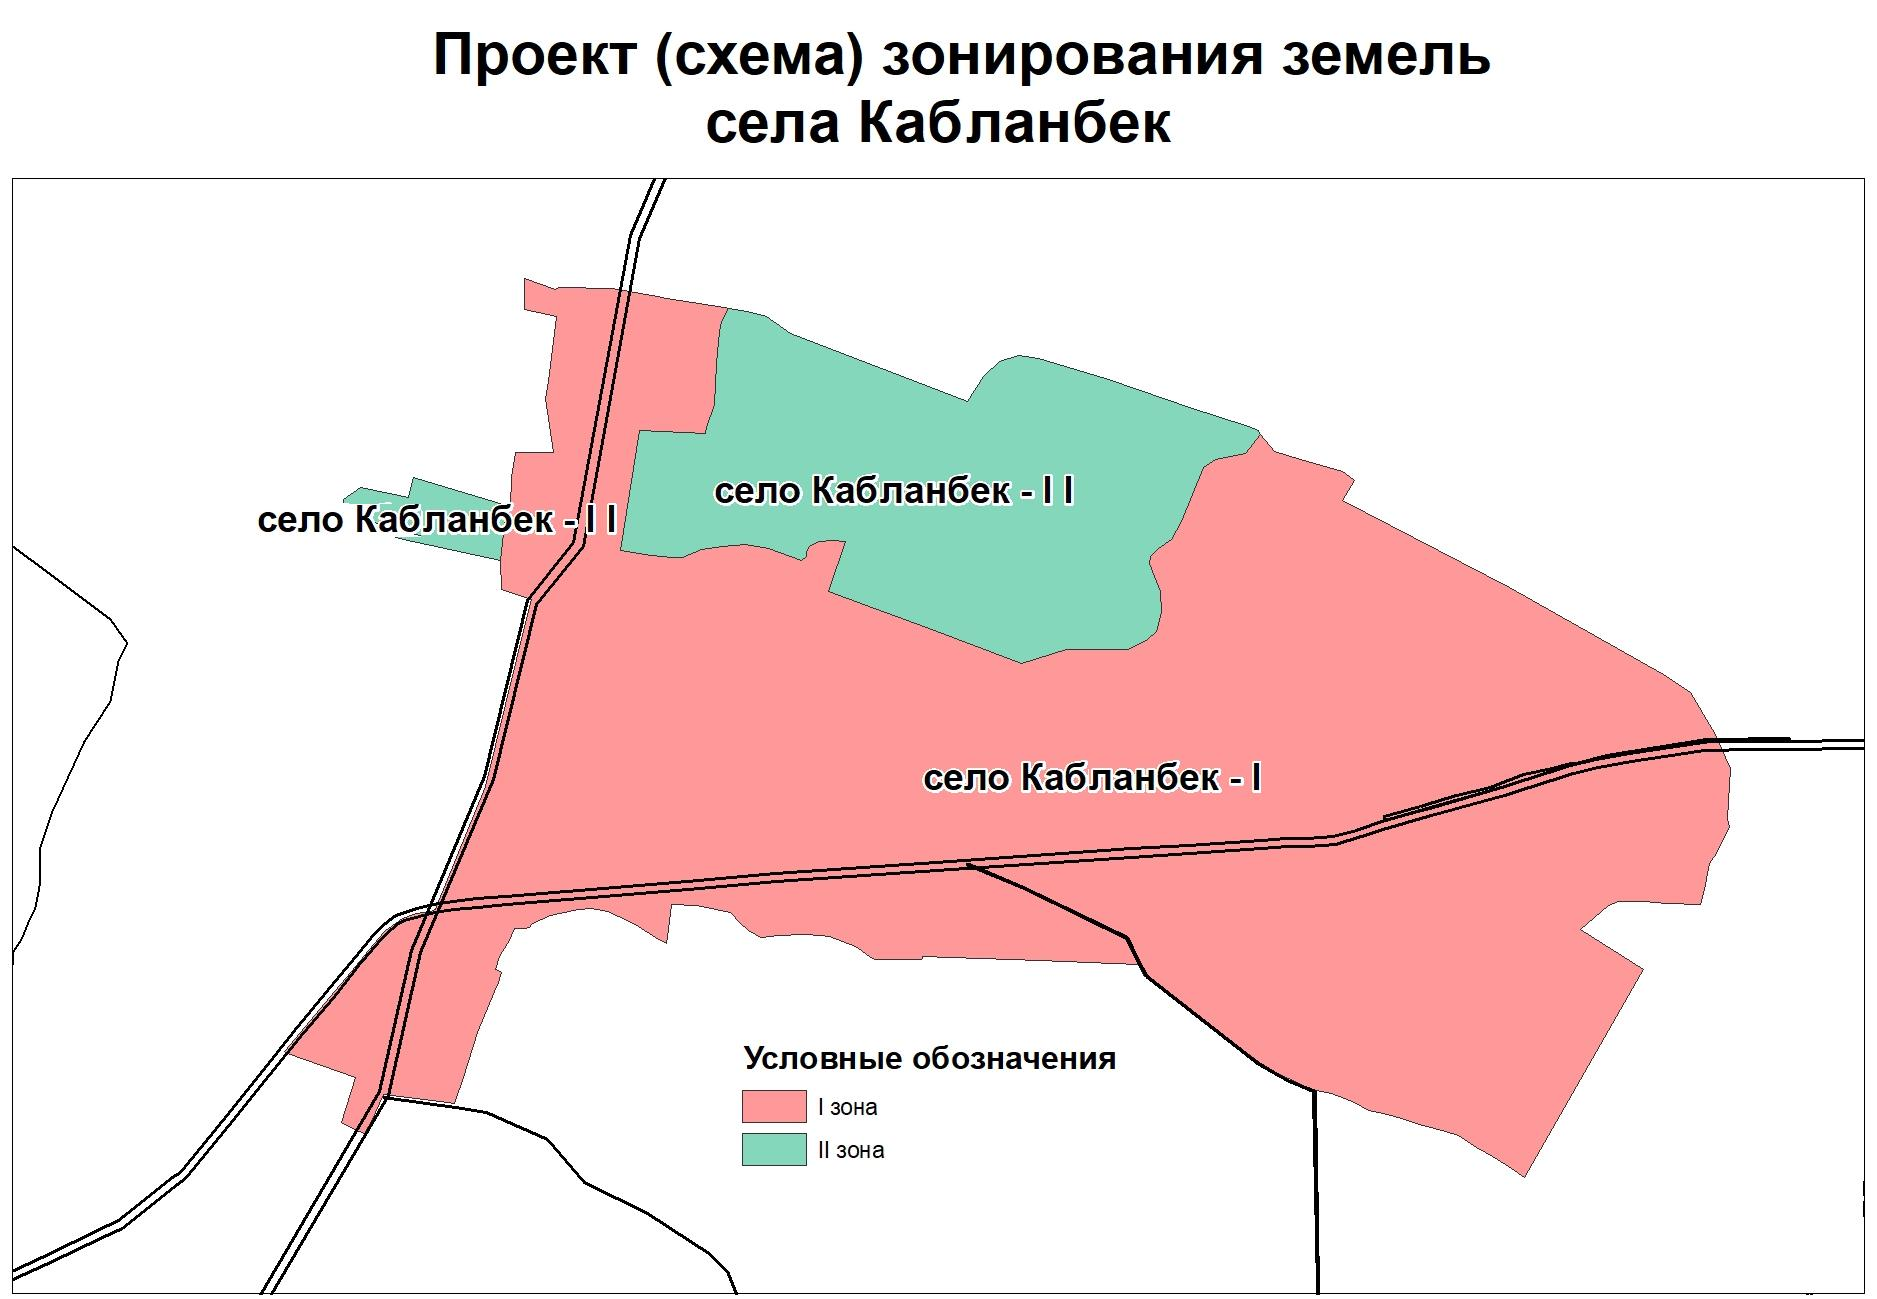 Проект (схема) зонирования земель
села Кабланбек
село Кабланбек - I I
село Кабланбек - I I
село Кабланбек - I
Условные обозначения
I зона
II зона